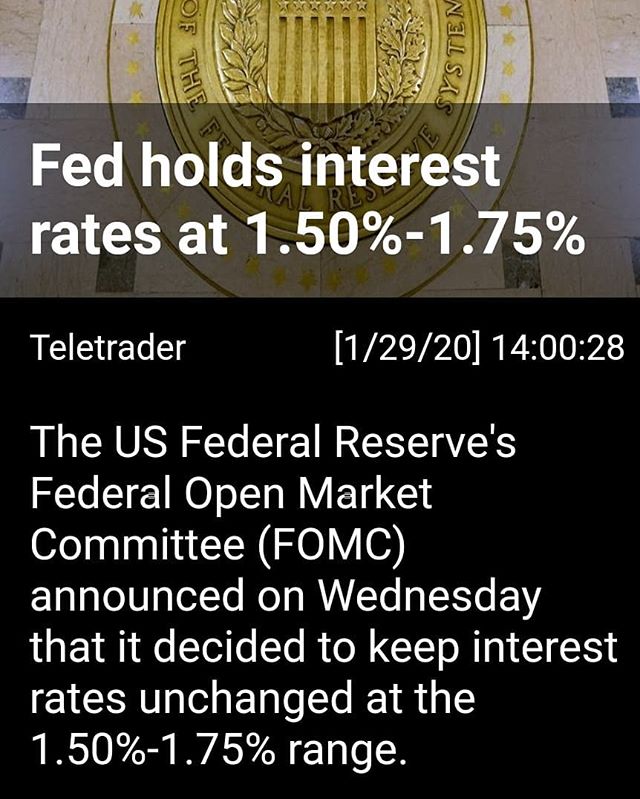 OF THE FEDERAL RESERVE SYSTEM
Fed holds interest
rates at 1.50%-1.75%
Teletrader [1/29/20] 14:00:28
The US Federal Reserve's
Federal Open Market
Committee (FOMC)
announced on Wednesday
that it decided to keep interest
rates unchanged at the
1.50%-1.75% range.